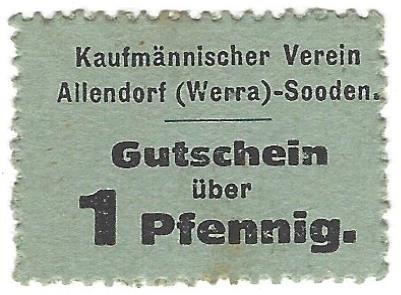 Kaufmännischer Verein
Allendorf (Werra)-Sooden.
Gutschein
über
1 Pfennig.